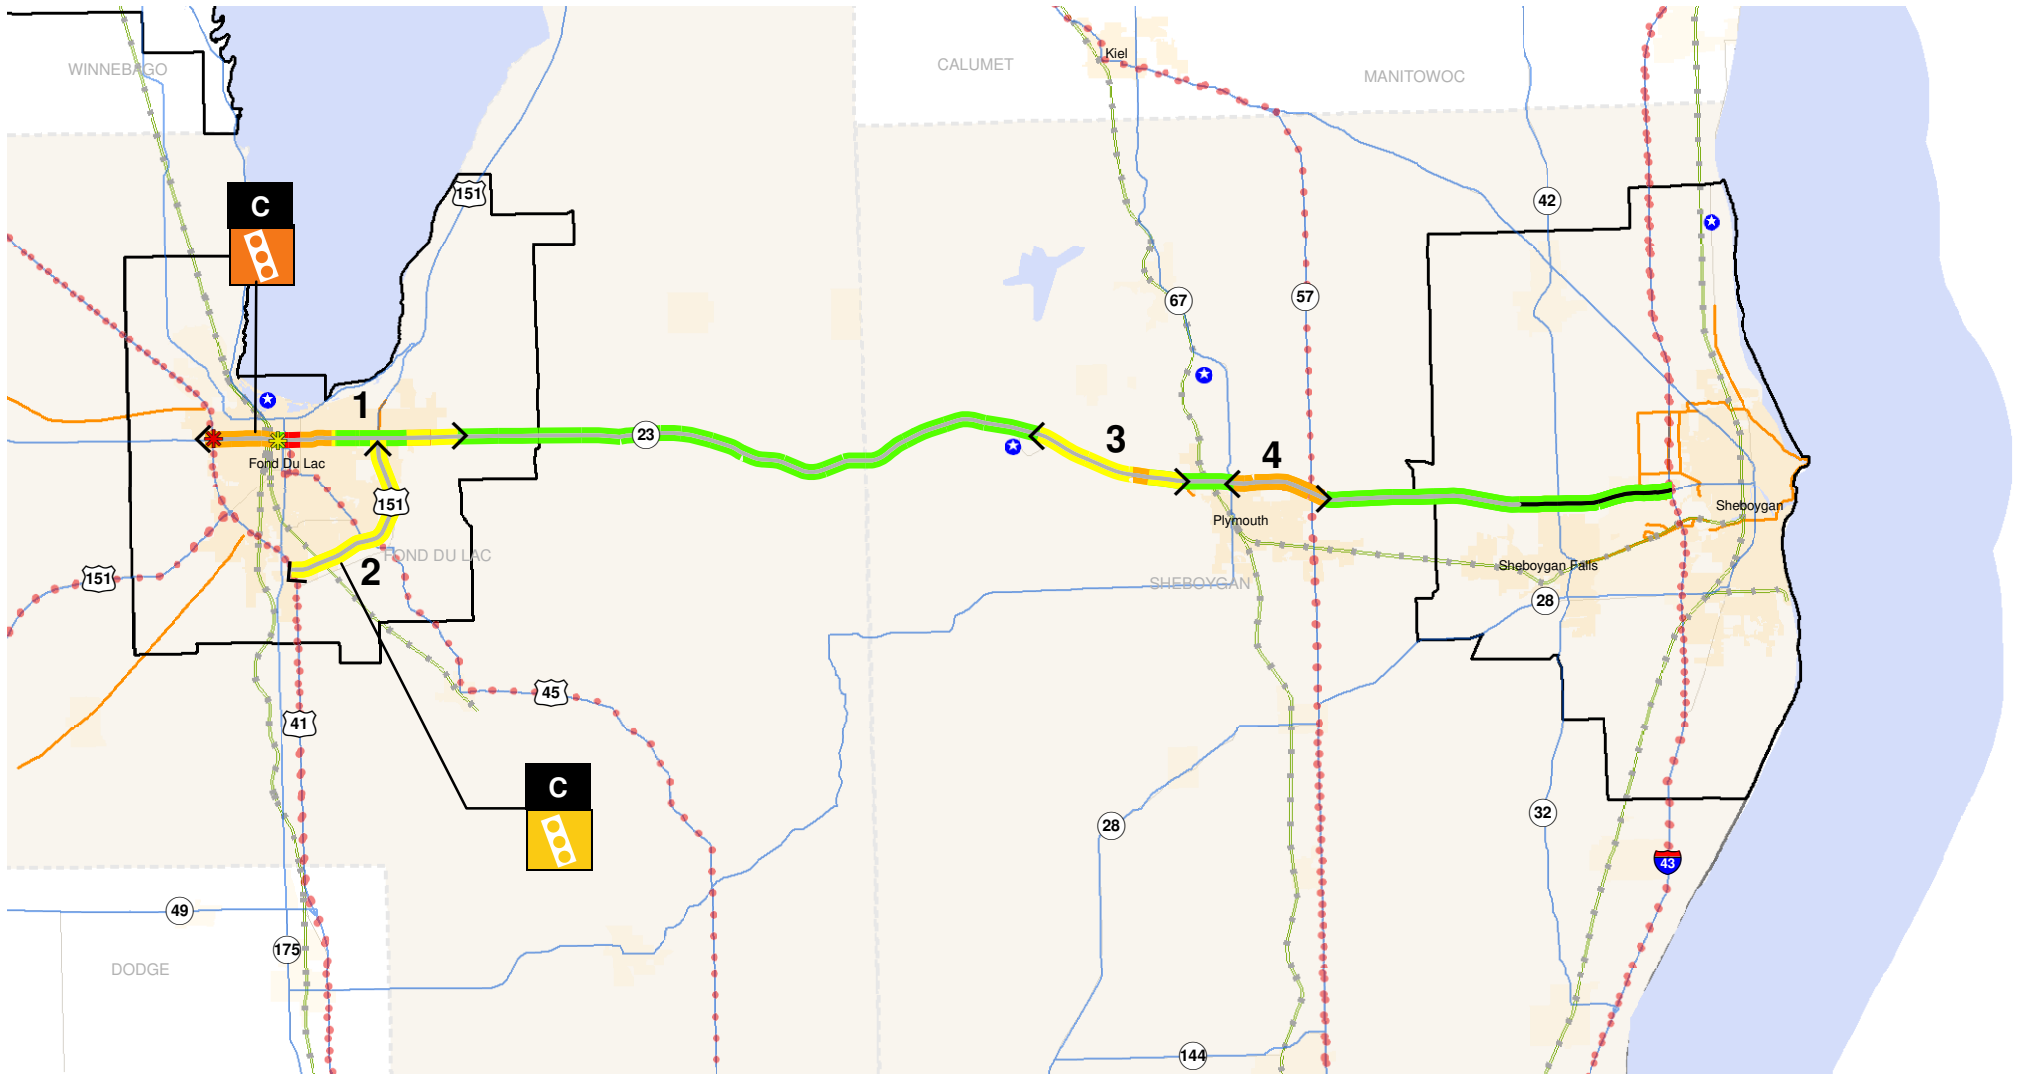 Kiel
WINNEBAGO
CALUMET
MANITOWOC
151
C
42
67
57
1
23
3
4
Fond Du Lac
151
Plymouth
Sheboygan
FOND DU LAC
2
151
SHEBOYGAN
Sheboygan Falls
28
45
41
C
28
32
43
49
175
DODGE
144